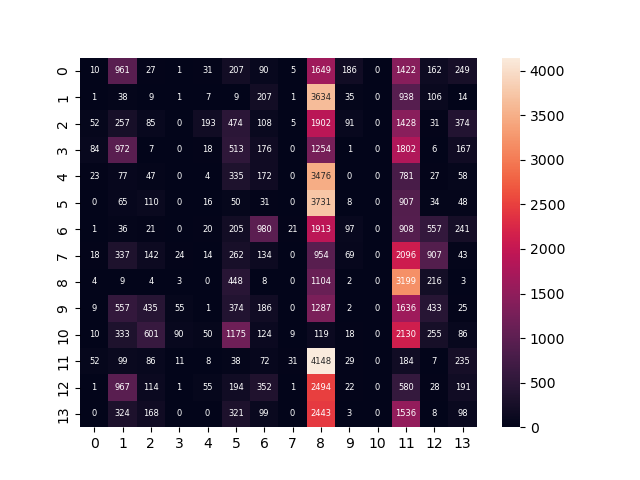 0 10 961 27 1 31 207 90 5 1649 186 0 1422 162 249
1 1 38 9 1 7 9 207 1 3634 35 0 938 106 14
2 52 257 85 0 193 474 108 5 1902 91 0 1428 31 374
3 84 972 7 0 18 513 176 0 1254 1 0 1802 6 167
4 23 77 47 0 4 335 172 0 3476 0 0 781 27 58
5 0 65 110 0 16 50 31 0 3731 8 0 907 34 48
6 1 36 21 0 20 205 980 21 1913 97 0 908 557 241
7 18 337 142 24 14 262 134 0 954 69 0 2096 907 43
8 4 9 4 3 0 448 8 0 1104 2 0 3199 216 3
9 9 557 435 55 1 374 186 0 1287 2 0 1636 433 25
10 10 333 601 90 50 1175 124 9 119 18 0 2130 255 86
11 52 99 86 11 8 38 72 31 4148 29 0 184 7 235
12 1 967 114 1 55 194 352 1 2494 22 0 580 28 191
13 0 324 168 0 0 321 99 0 2443 3 0 1536 8 98
0 1 2 3 4 5 6 7 8 9 10 11 12 13
4000
3500
3000
2500
2000
1500
1000
500
0